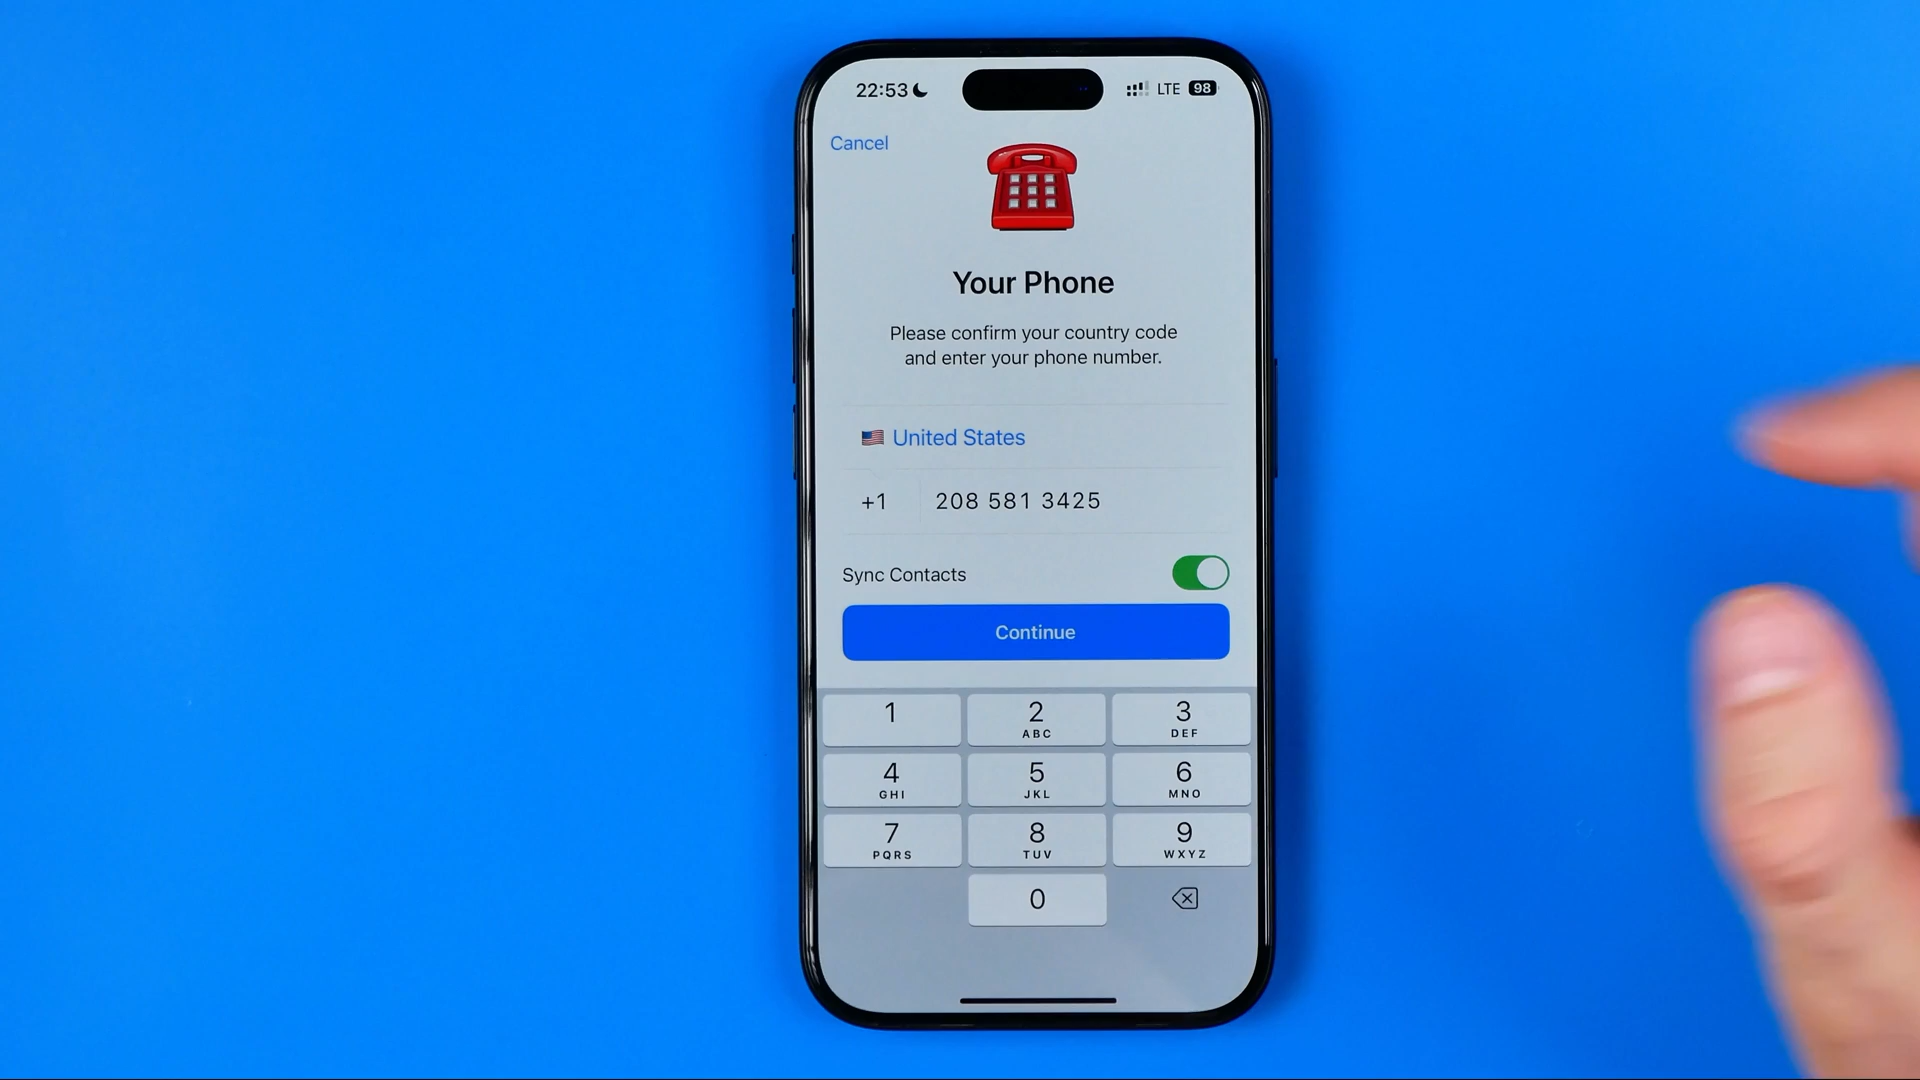 22:53 LTE 98
Cancel
Your Phone
Please confirm your country code
and enter your phone number.
United States
+1 208 581 3425
Sync Contacts
Continue
1 2 3
ABC DEF
4 5 6
GHI JKL MNO
7 8 9
PQRS TUV WXYZ
0